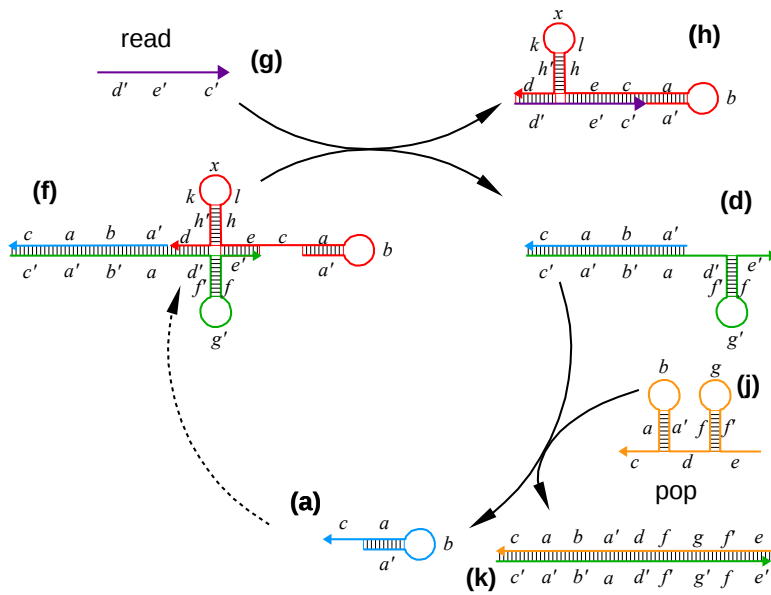 x
read
(g)
(h)
k l
h' h
d e c a
b
d' e' c'
d' e' c' a'
x
(f)
k l
(d)
h' h
c a b a' d e c a
b
c a b a'
c' a' b' a d' e' a'
c' a' b' a d' e'
f' f
f' f
g'
g'
b g
(j)
a a' f f'
c d e
pop
(a)
c a
b
a'
c a b a' d f g f' e
(k)
c' a' b' a d' f' g' f e'